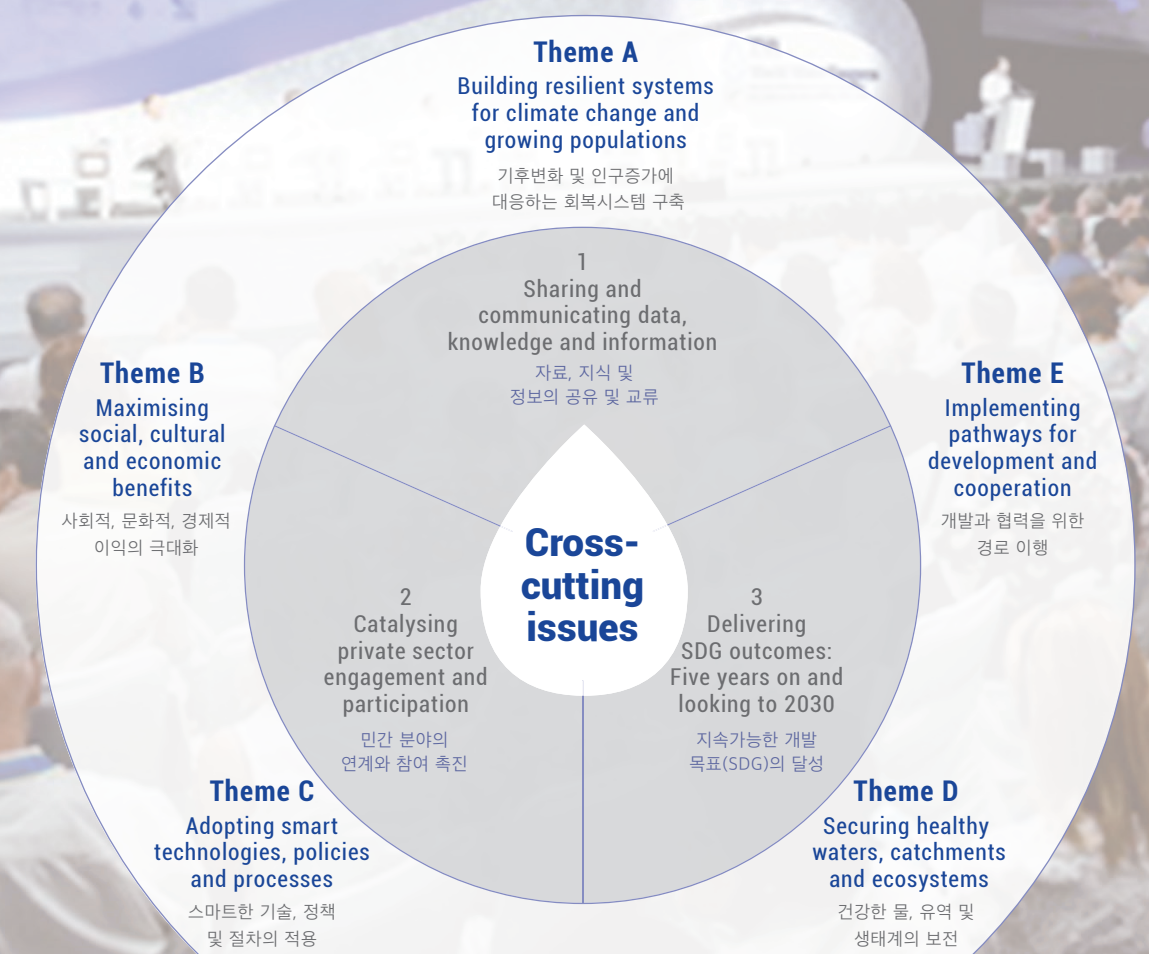 Theme A
Building resilient systems
for climate change and
growing populations
기후변화 및 인구증가에
대응하는 회복시스템 구축
1
Sharing and
communicating data,
knowledge and information
자료, 지식 및
정보의 공유 및 교류
Theme B
Maximising
social, cultural
and economic
benefits
사회적, 문화적, 경제적
이익의 극대화
Theme E
Implementing
pathways for
development and
cooperation
개발과 협력을 위한
경로 이행
Cross-
cutting
issues
2
Catalysing
private sector
engagement and
participation
민간 분야의
연계와 참여 촉진
3
Delivering
SDG outcomes:
Five years on and
looking to 2030
지속가능한 개발
목표(SDG)의 달성
Theme C
Adopting smart
technologies, policies
and processes
스마트한 기술, 정책
및 절차의 적용
Theme D
Securing healthy
waters, catchments
and ecosystems
건강한 물, 유역 및
생태계의 보전